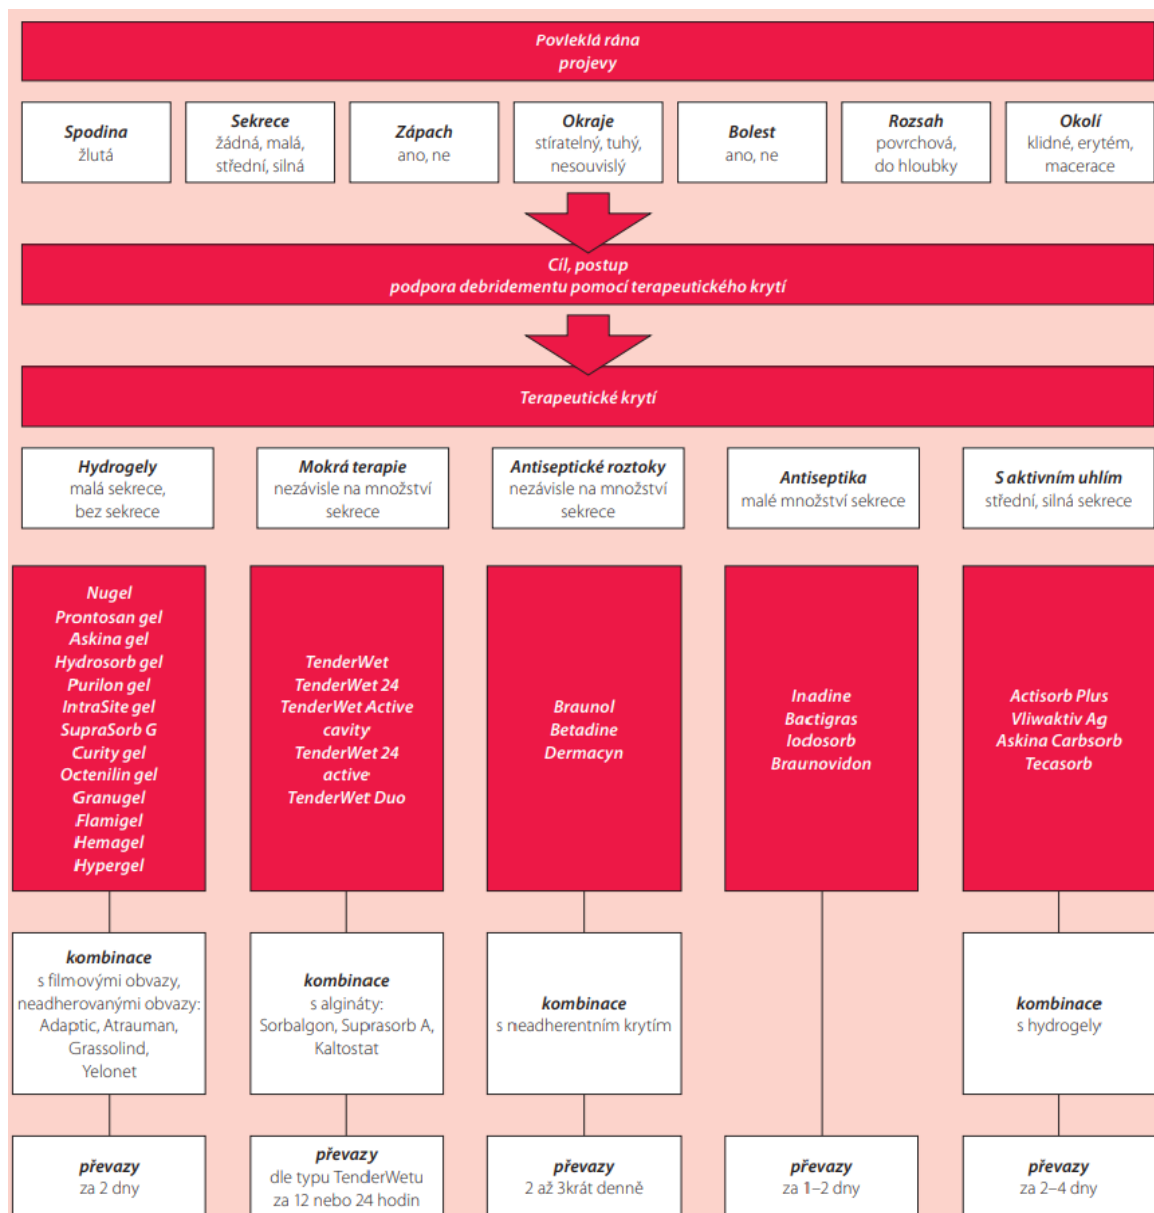 Povleklá rána
projevy
Spodina
žlutá
Sekrece
žádná, malá,
střední, silná
Zápach
ano, ne
Okraje
stíratelný, tuhý,
nesouvislý
Bolest
ano, ne
Rozsah
povrchová,
do hloubky
Okolí
klidné, erytém,
macerace
Cíl, postup
podpora debridementu pomocí terapeutického krytí
Terapeutické krytí
Hydrogely
malá sekrece,
bez sekrece
Mokrá terapie
nezávisle na množství
sekrece
Antiseptické roztoky
nezávisle na množství
sekrece
Antiseptika
malé množství sekrece
S aktivním uhlím
střední, silná sekrece
Nugel
Prontosan gel
Askina gel
Hydrosorb gel
Purilon gel
IntraSite gel
SupraSorb G
Curity gel
Octenilin gel
Granugel
Flamigel
Hemagel
Hypergel
TenderWet
TenderWet 24
TenderWet Active
cavity
TenderWet 24
active
TenderWet Duo
Braunol
Betadine
Dermacyn
Inadine
Bactigras
Iodosorb
Braunovidon
Actisorb Plus
Vliwaktiv Ag
Askina Carbsorb
Tecasorb
kombinace
s filmovými obvazy,
neadherovanými obvazy:
Adaptic, Atrauman,
Grassolind,
Yelonet
kombinace
s algináty:
Sorbalgon, Suprasorb A,
Kaltostat
kombinace
s neadherentním krytím
kombinace
s hydrogely
převazy
za 2 dny
převazy
dle typu TenderWetu
za 12 nebo 24 hodin
převazy
2 až 3krát denně
převazy
za 1–2 dny
převazy
za 2–4 dny